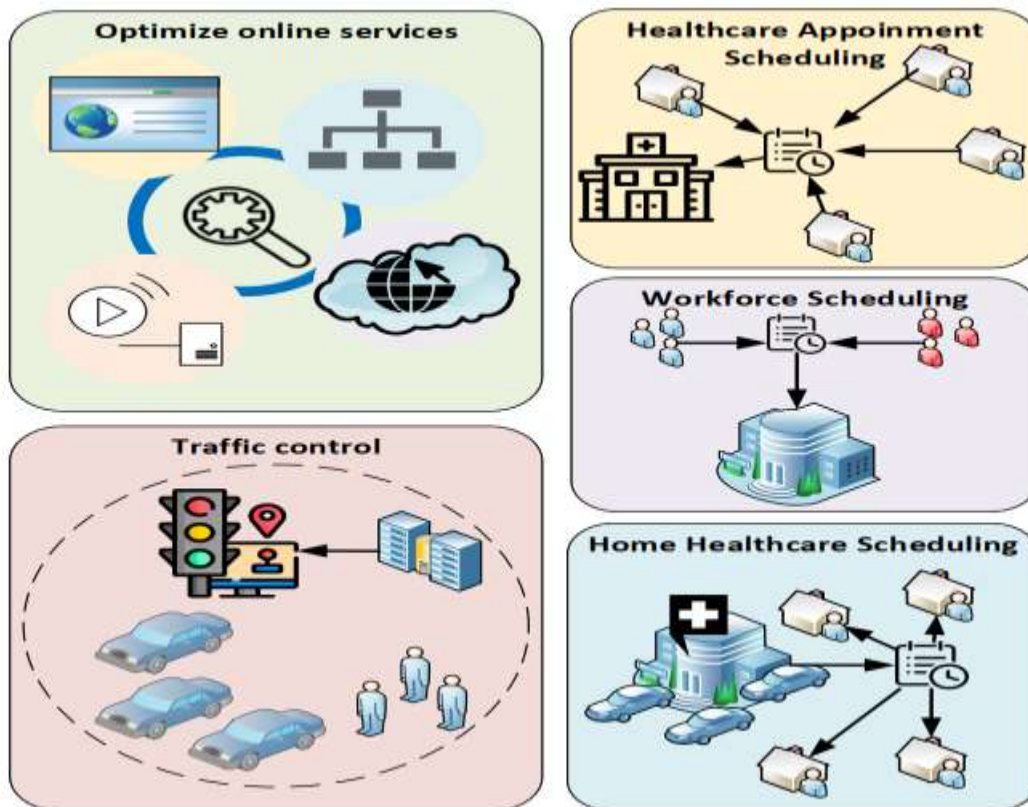 Optimize online services
Healthcare Appoinment
Scheduling
Workforce Scheduling
Traffic control
Home Healthcare Scheduling